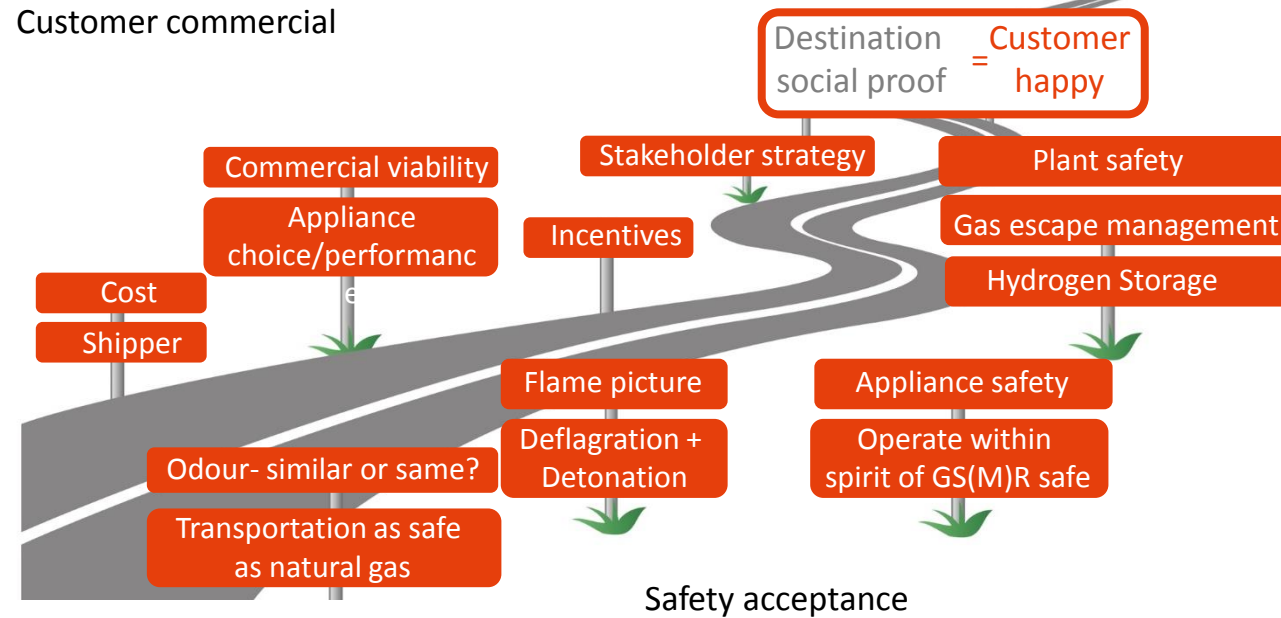 Customer commercial
Destination
social proof
=
Customer
happy
Commercial viability
Appliance
choice/performanc
e
Cost
Shipper
Incentives
Stakeholder strategy
Plant safety
Gas escape management
Hydrogen Storage
Flame picture
Deflagration +
Detonation
Appliance safety
Operate within
spirit of GS(M)R safe
Odour- similar or same?
Transportation as safe
as natural gas
Safety acceptance